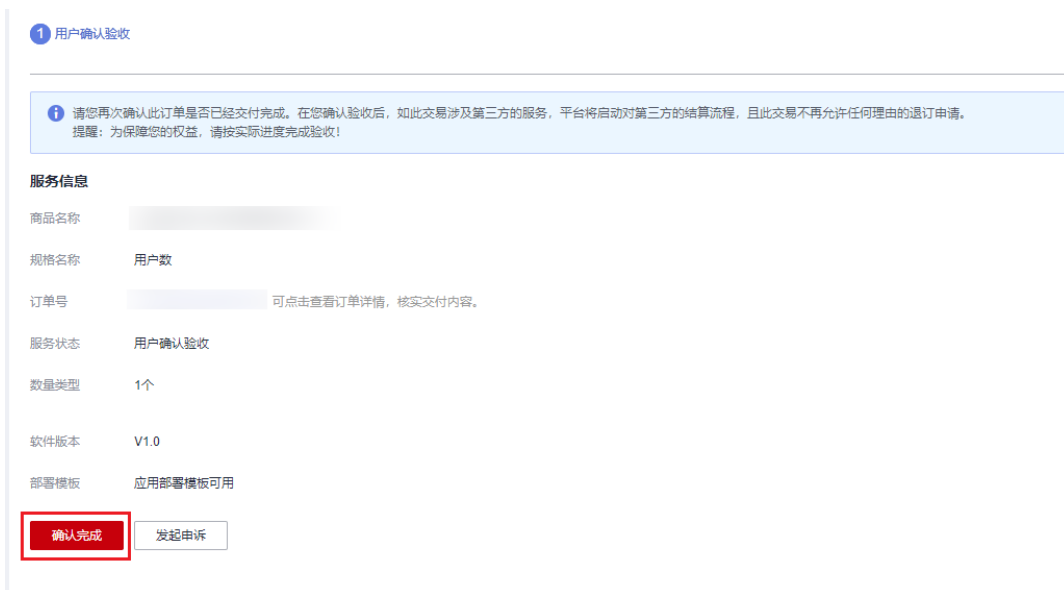 1 用户确认验收
请您再次确认此订单是否已经交付完成。在您确认验收后，如此交易涉及第三方的服务，平台将启动对第三方的结算流程，且此交易不再允许任何理由的退订申请。
提醒：为保障您的权益，请按实际进度完成验收！
服务信息
商品名称
规格名称 用户数
订单号 可点击查看订单详情，核实交付内容。
服务状态 用户确认验收
数量类型 1个
软件版本 V1.0
部署模板 应用部署模板可用
确认完成 发起申诉